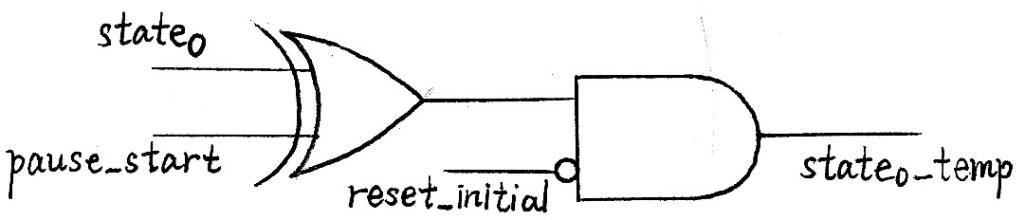 state₀
pause_start
reset_initial
state₀_temp